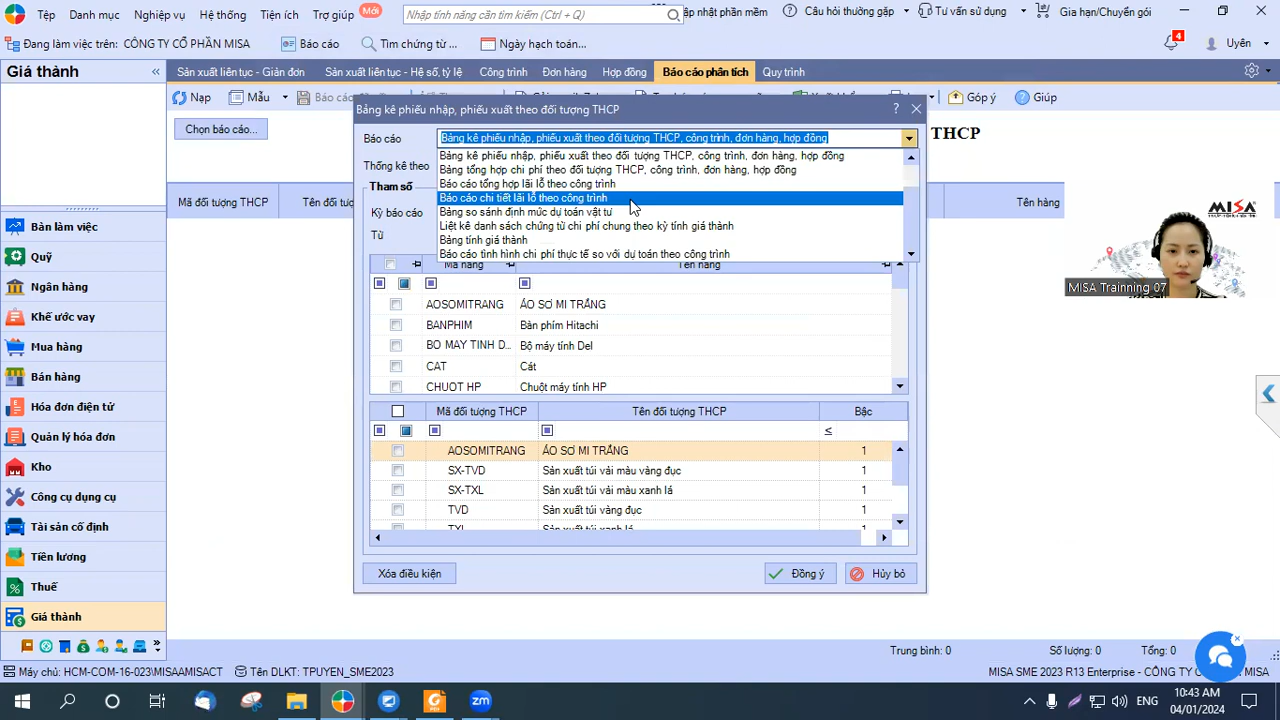 Tệp Danh mục Nghiệp vụ Hệ thống Tiện ích Trợ giúp Mới
Nhập tính năng cần tìm kiếm (Ctrl + Q)
nhật phần mềm Câu hỏi thường gặp Tư vấn sử dụng Gia hạn/Chuyển gói
Đang làm việc trên: CÔNG TY CỔ PHẦN MISA Báo cáo Tìm chứng từ ... Ngày hạch toán... 4 Uyên
Giá thành «
Sản xuất liên tục - Giản đơn Sản xuất liên tục - Hệ số, tỷ lệ Công trình Đơn hàng Hợp đồng Báo cáo phân tích Quy trình
Nạp Mẫu Góp ý Giúp
Chọn báo cáo...
THCP
Mã đối tượng THCP Tên đối Tên hàng
Bảng kê phiếu nhập, phiếu xuất theo đối tượng THCP ?
Báo cáo Bảng kê phiếu nhập, phiếu xuất theo đối tượng THCP, công trình, đơn hàng, hợp đồng
Bảng kê phiếu nhập, phiếu xuất theo đối tượng THCP, công trình, đơn hàng, hợp đồng
Thống kê theo
Bảng tổng hợp chi phí theo đối tượng THCP, công trình, đơn hàng, hợp đồng
Báo cáo tổng hợp lãi lỗ theo công trình
Tham số
Báo cáo chi tiết lãi lỗ theo công trình
Kỳ báo cáo
Bảng so sánh định mức dự toán vật tư
Liệt kê danh sách chứng từ chi phí chung theo kỳ tính giá thành
Từ
Bảng tính giá thành
Báo cáo tình hình chi phí thực tế so với dự toán theo công trình
Mã hàng Tên hàng
AOSOMITRANG ÁO SƠ MI TRẮNG
BANPHIM Bàn phím Hitachi
BO MAY TINH D... Bộ máy tính Del
CAT Cát
CHUOT HP Chuột máy tính HP
Mã đối tượng THCP Tên đối tượng THCP Bậc
≤
AOSOMITRANG ÁO SƠ MI TRẮNG 1
SX-TVD Sản xuất túi vải màu vàng đục 1
SX-TXL Sản xuất túi vải màu xanh lá 1
TVD Sản xuất túi vàng đục 1
TXL Sản xuất túi xanh lá 1
Xóa điều kiện Đồng ý Hủy bỏ
Bàn làm việc
Quỹ
Ngân hàng
Khế ước vay
Mua hàng
Bán hàng
Hóa đơn điện tử
Quản lý hóa đơn
Kho
Công cụ dụng cụ
Tài sản cố định
Tiền lương
Thuế
Giá thành
MISA
MISA Trainning 07
Trung bình: 0 Số lượng: 0 Tổng: 0
Máy chủ: HCM-COM-16-023\MISAAMISACT Tên DLKT: TPUYEN_SME2023 MISA SME 2023 R13 Enterprise - CÔNG TY C
zm
ENG
10:43 AM
04/01/2024